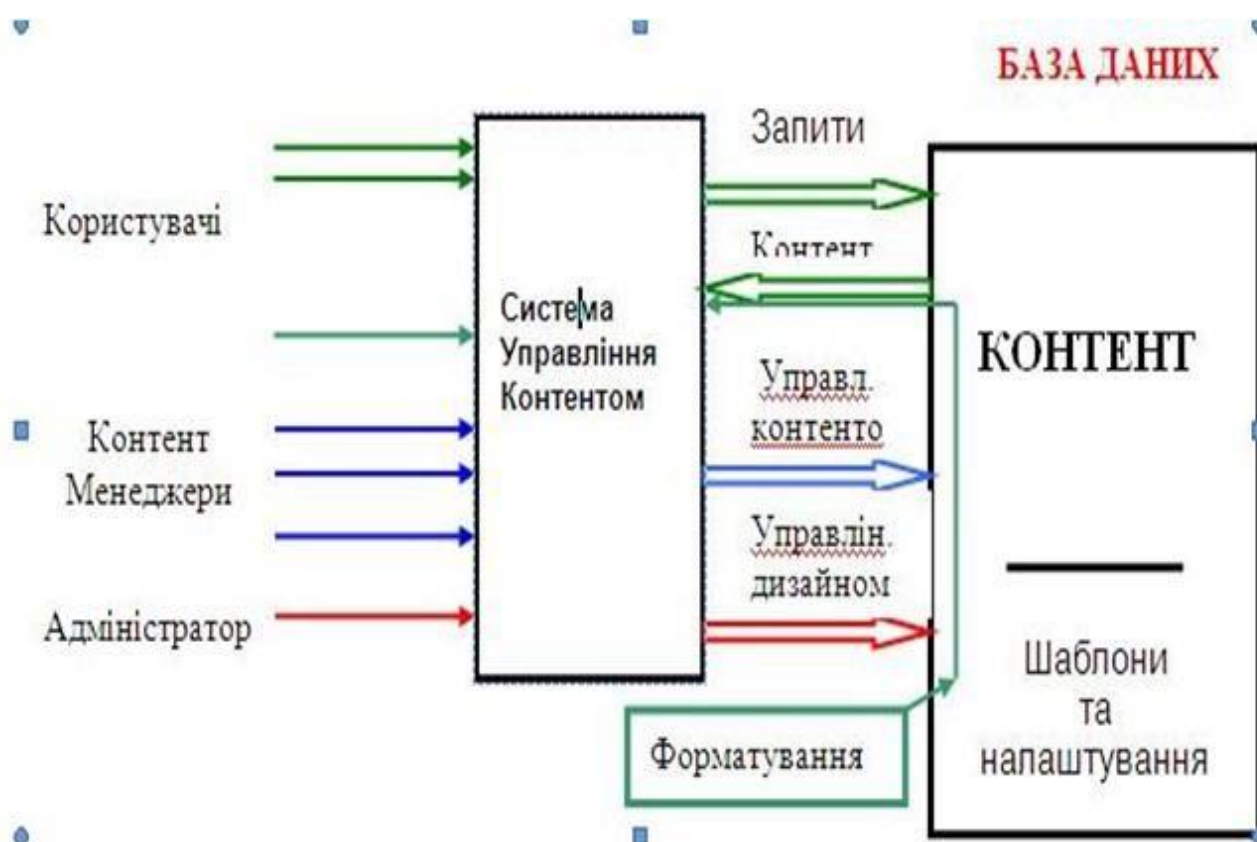 БАЗА ДАНИХ
Запити
Користувачі
Контент
Система
Управління
Контентом
КОНТЕНТ
Управл.
контенто
Контент
Менеджери
Управлін.
дизайном
Адміністратор
Шаблони
та
напаштування
Форматування